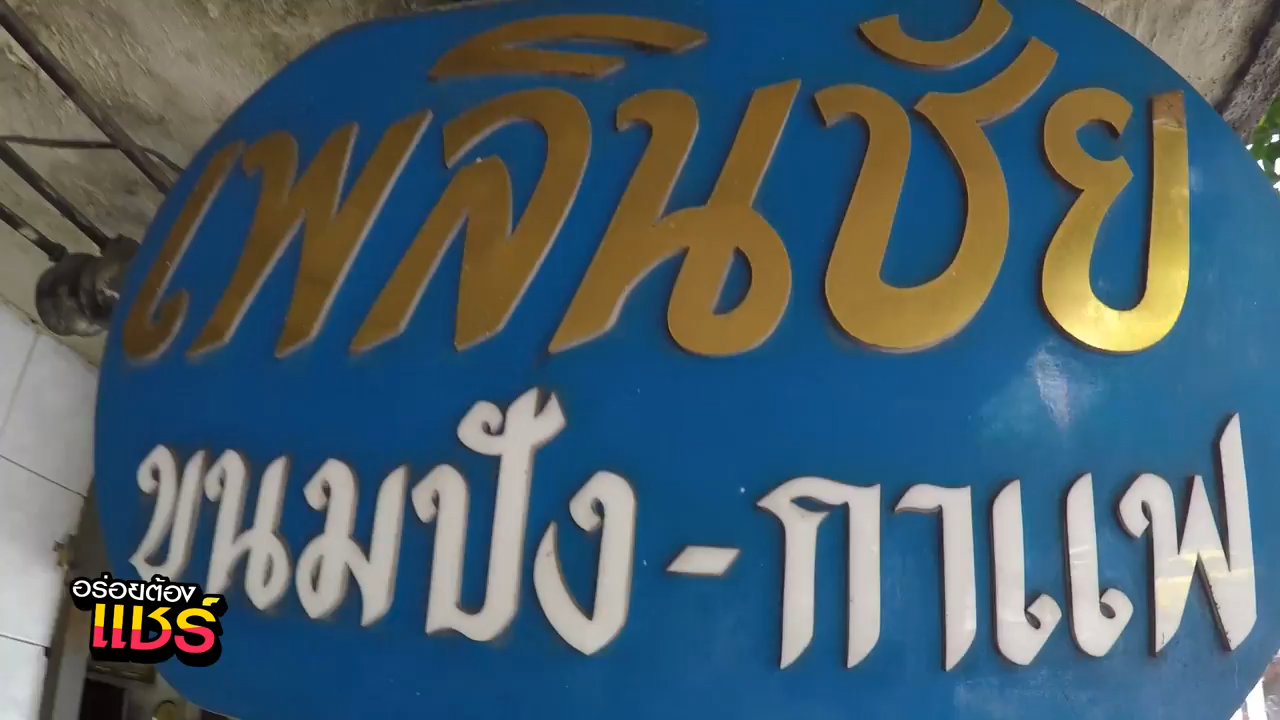 เพลินชัย
ขนมปัง - กาแฟ
อร่อยต้อง
แชร์